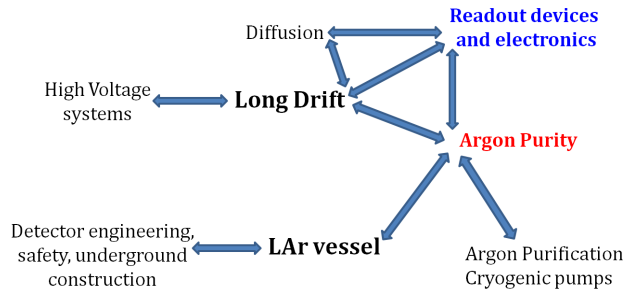 Diffusion
Readout devices
and electronics
High Voltage
systems
Long Drift
Argon Purity
Detector engineering,
safety, underground
construction
LAr vessel
Argon Purification
Cryogenic pumps